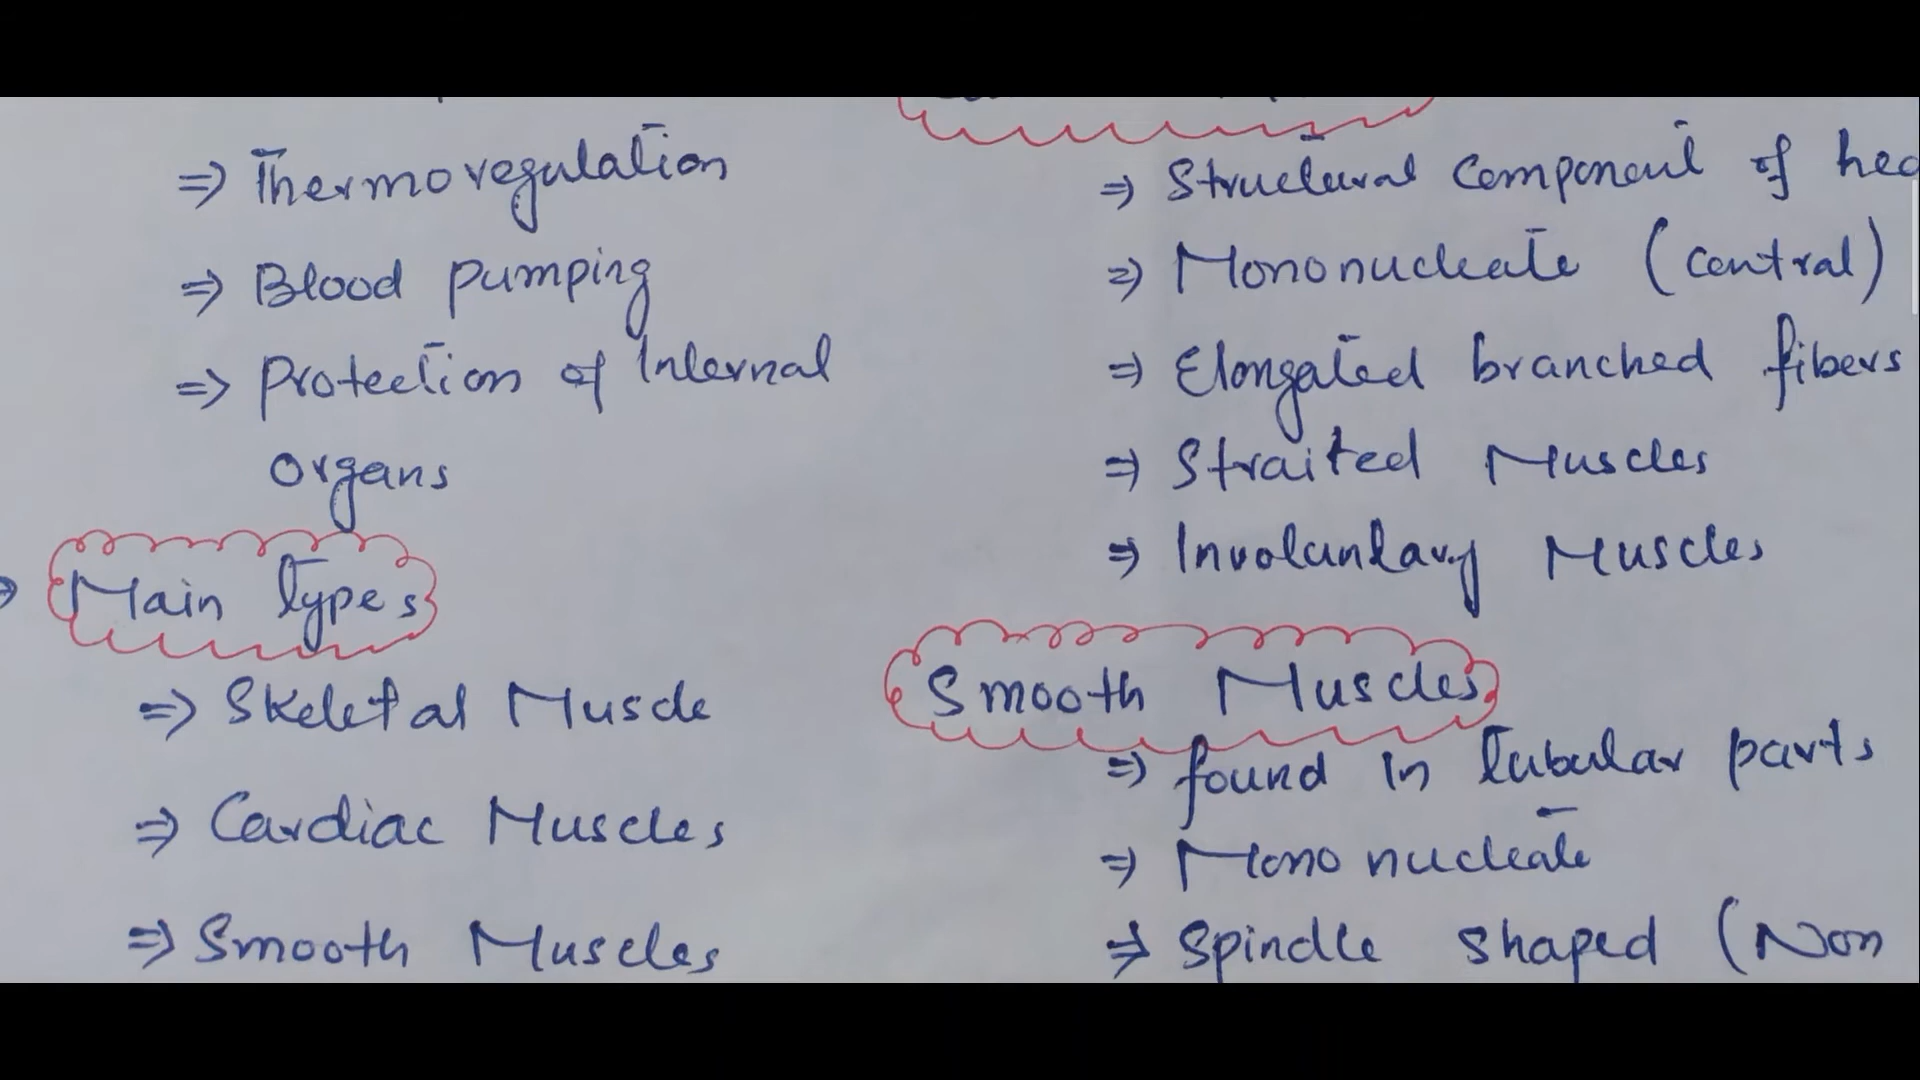 ⇒ Thermoregulation
⇒ Blood pumping
⇒ Protection of Internal
Organs
⇒ Main types
⇒ Skeletal Muscle
⇒ Cardiac Muscles
⇒ Smooth Muscles
⇒ Structural Component of
⇒ Mononucleate (central)
⇒ Elongated branched fibers
⇒ Straited Muscles
⇒ Involuntary Muscles
Smooth Muscles
⇒ found in tubular parts
⇒ Mono nucleate
⇒ Spindle shaped (Non